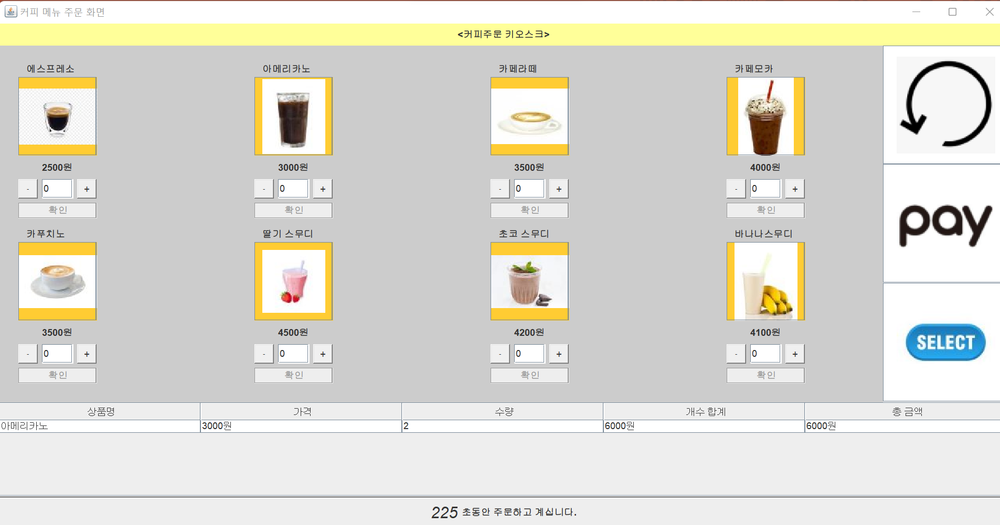 커피 메뉴 주문 화면
<커피주문 키오스크>
에스프레소 아메리카노 카페라떼 카페모카
2500원 3000원 3500원 4000원
- 0 + - 0 + - 0 + - 0 +
확인 확인 확인 확인
카푸치노 딸기 스무디 초코 스무디 바나나스무디
3500원 4500원 4200원 4100원
- 0 + - 0 + - 0 + - 0 +
확인 확인 확인 확인
pay
SELECT
상품명 가격 수량 개수 합계 총 금액
아메리카노 3000원 2 6000원 6000원
225 초동안 주문하고 계십니다.